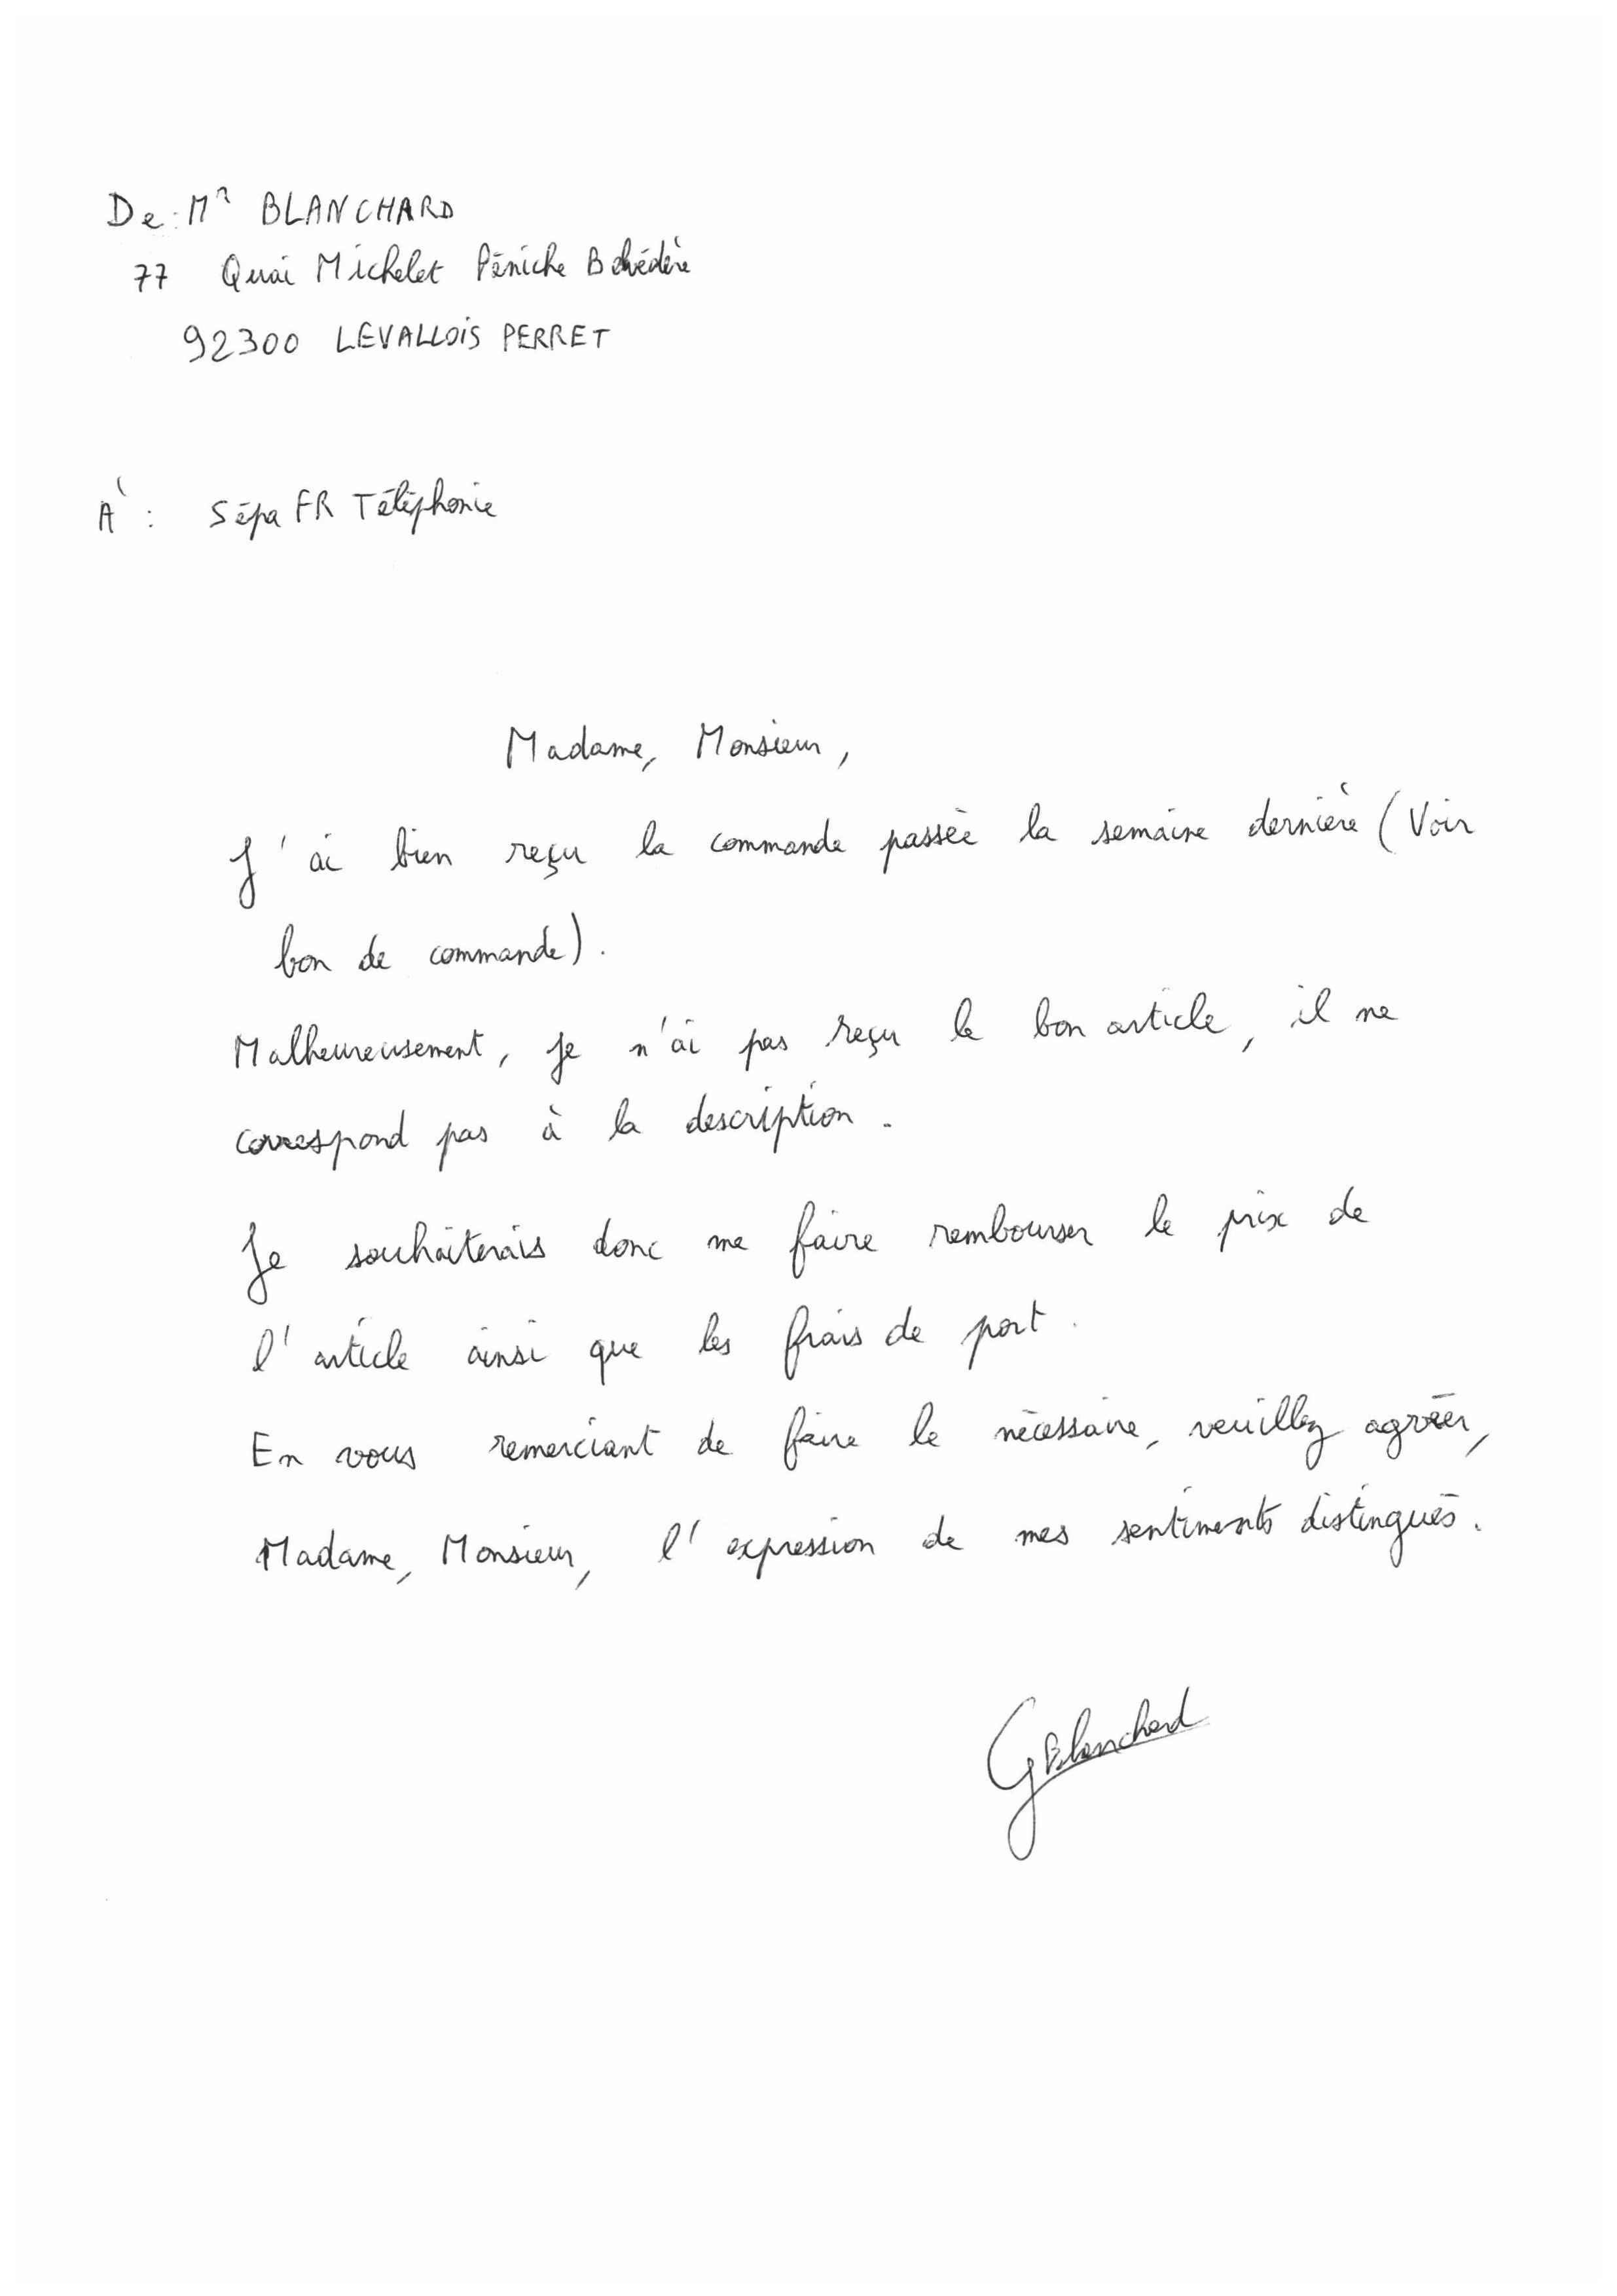 De : Mr BLANCHARD
77 Quai Michelet Péniche Belvédère
92300 LEVALLOIS PERRET
À : Sépa FR Téléphonie
Madame, Monsieur,
J'ai bien reçu la commande passée la semaine dernière (Voir
bon de commande).
Malheureusement, je n'ai pas reçu le bon article, il ne
correspond pas à la description.
Je souhaiterais donc me faire rembourser le prix de
l'article ainsi que les frais de port.
En vous remerciant de faire le nécessaire, veuillez agréer,
Madame, Monsieur, l'expression de mes sentiments distingués.
GBlanchard